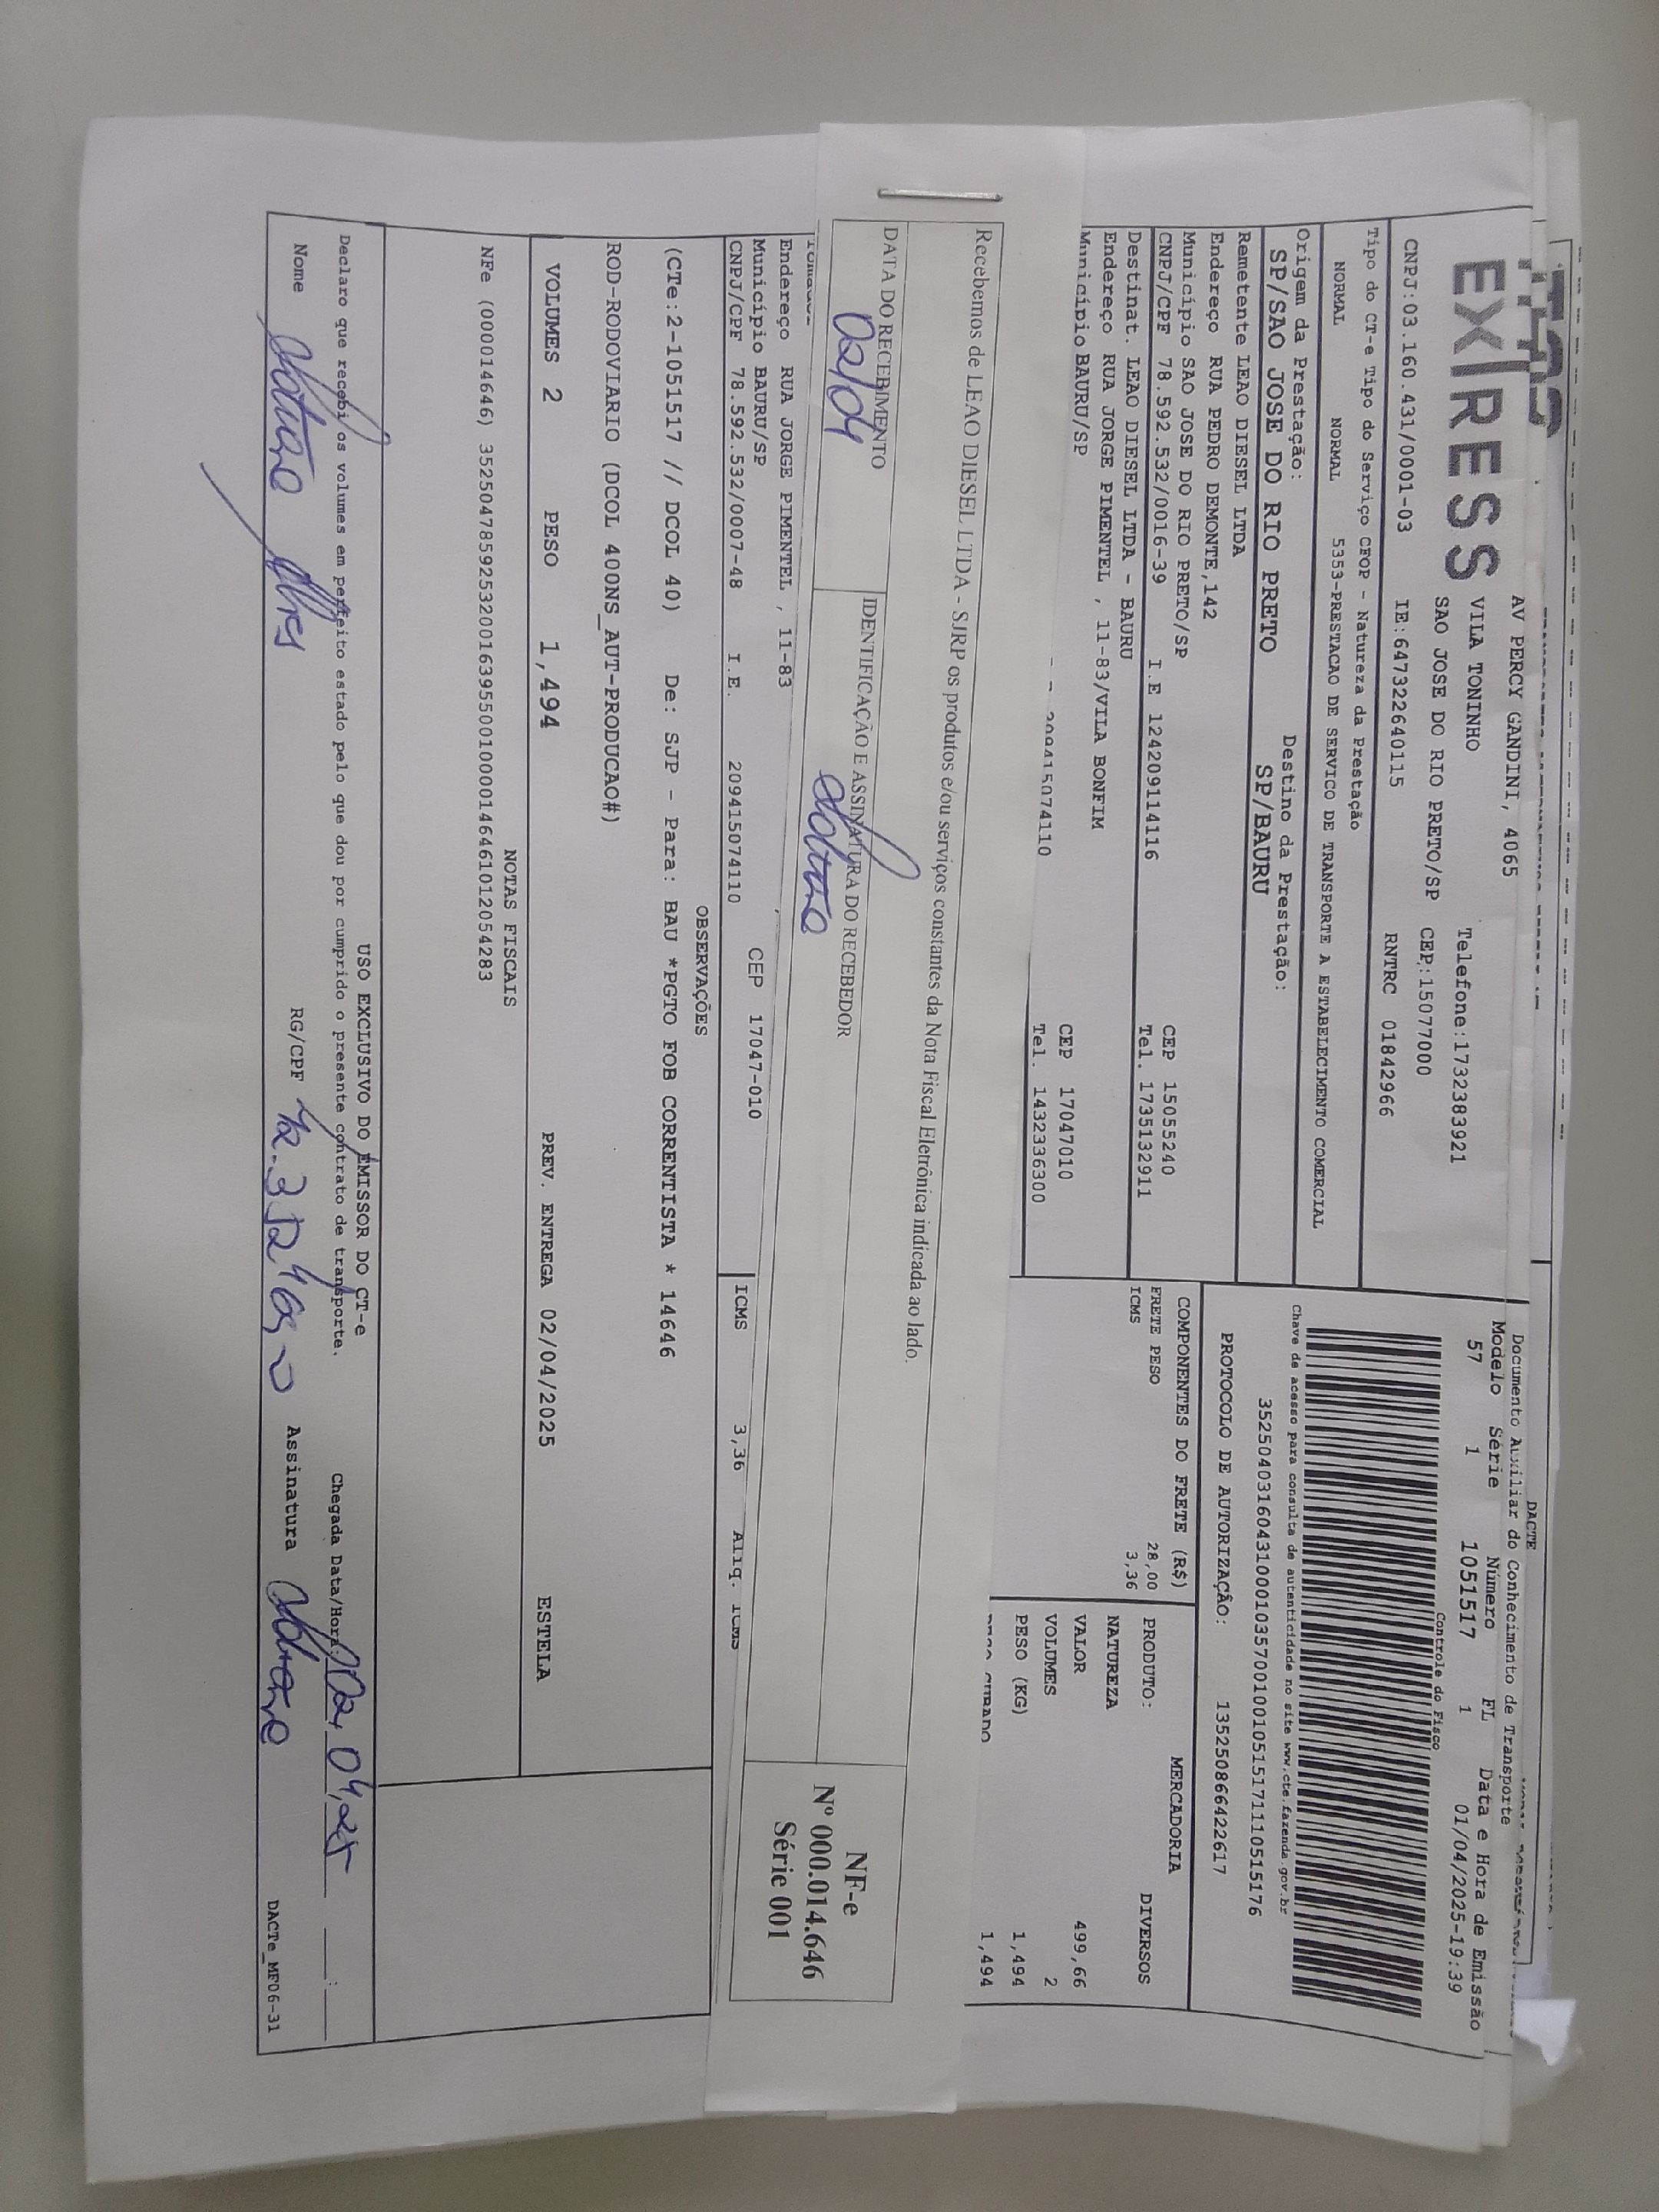 EXPRESS
AV PERCY GANDINI, 4065
VILA TONINHO
Telefone:1732383921
SAO JOSE DO RIO PRETO/SP
CEP:15077000
CNPJ:03.160.431/0001-03
IE:647322640115
RNTRC 01842966
DACTE
Documento Auxiliar do Conhecimento de Transporte
Modelo Série Número FL Data e Hora de Emissão
57 1 1051517 1 01/04/2025-19:39
Controle do Fisco
Chave de acesso para consulta de autenticidade no site www.cte.fazenda.gov.br
35250403160431000103570010010515171110515176
PROTOCOLO DE AUTORIZAÇÃO: 135250866422617
Tipo do CT-e Tipo do Serviço CFOP - Natureza da Prestação
NORMAL NORMAL 5353-PRESTACAO DE SERVICO DE TRANSPORTE A ESTABELECIMENTO COMERCIAL
Origem da Prestação: Destino da Prestação:
SP/SAO JOSE DO RIO PRETO SP/BAURU
Remetente LEAO DIESEL LTDA
Endereço RUA PEDRO DEMONTE,142
Município SAO JOSE DO RIO PRETO/SP CEP 15055240
CNPJ/CPF 78.592.532/0016-39 I.E 124209114116 Tel. 1735132911
Destinat. LEAO DIESEL LTDA - BAURU
Endereço RUA JORGE PIMENTEL , 11-83/VILA BONFIM
Município BAURU/SP CEP 17047010
209415074110 Tel. 1432336300
COMPONENTES DO FRETE (R$)
FRETE PESO 28,00
ICMS 3,36
MERCADORIA
PRODUTO: DIVERSOS
NATUREZA
VALOR 499,66
VOLUMES 2
PESO (KG) 1,494
PESO CUBADO 1,494
Recebemos de LEAO DIESEL LTDA - SJRP os produtos e/ou serviços constantes da Nota Fiscal Eletrônica indicada ao lado.
DATA DO RECEBIMENTO
02/04
IDENTIFICAÇÃO E ASSINATURA DO RECEBEDOR
NF-e
Nº 000.014.646
Série 001
Endereço RUA JORGE PIMENTEL , 11-83
Município BAURU/SP CEP 17047-010
CNPJ/CPF 78.592.532/0007-48 I.E. 209415074110
ICMS 3,36 Aliq. ICMS
OBSERVAÇÕES
(CTe:2-1051517 // DCOL 40) De: SJP - Para: BAU *PGTO FOB CORRENTISTA * 14646
ROD-RODOVIARIO (DCOL 400NS_AUT-PRODUCAO#)
VOLUMES 2 PESO 1,494 PREV. ENTREGA 02/04/2025 ESTELA
NOTAS FISCAIS
NFe (000014646) 35250478592532001639550010000146461012054283
USO EXCLUSIVO DO EMISSOR DO CT-e
Declaro que recebi os volumes em perfeito estado pelo que dou por cumprido o presente contrato de transporte.
Chegada Data/Hora 02, 04, 25 __:__
Nome RG/CPF Assinatura
DACTe_MF06-31